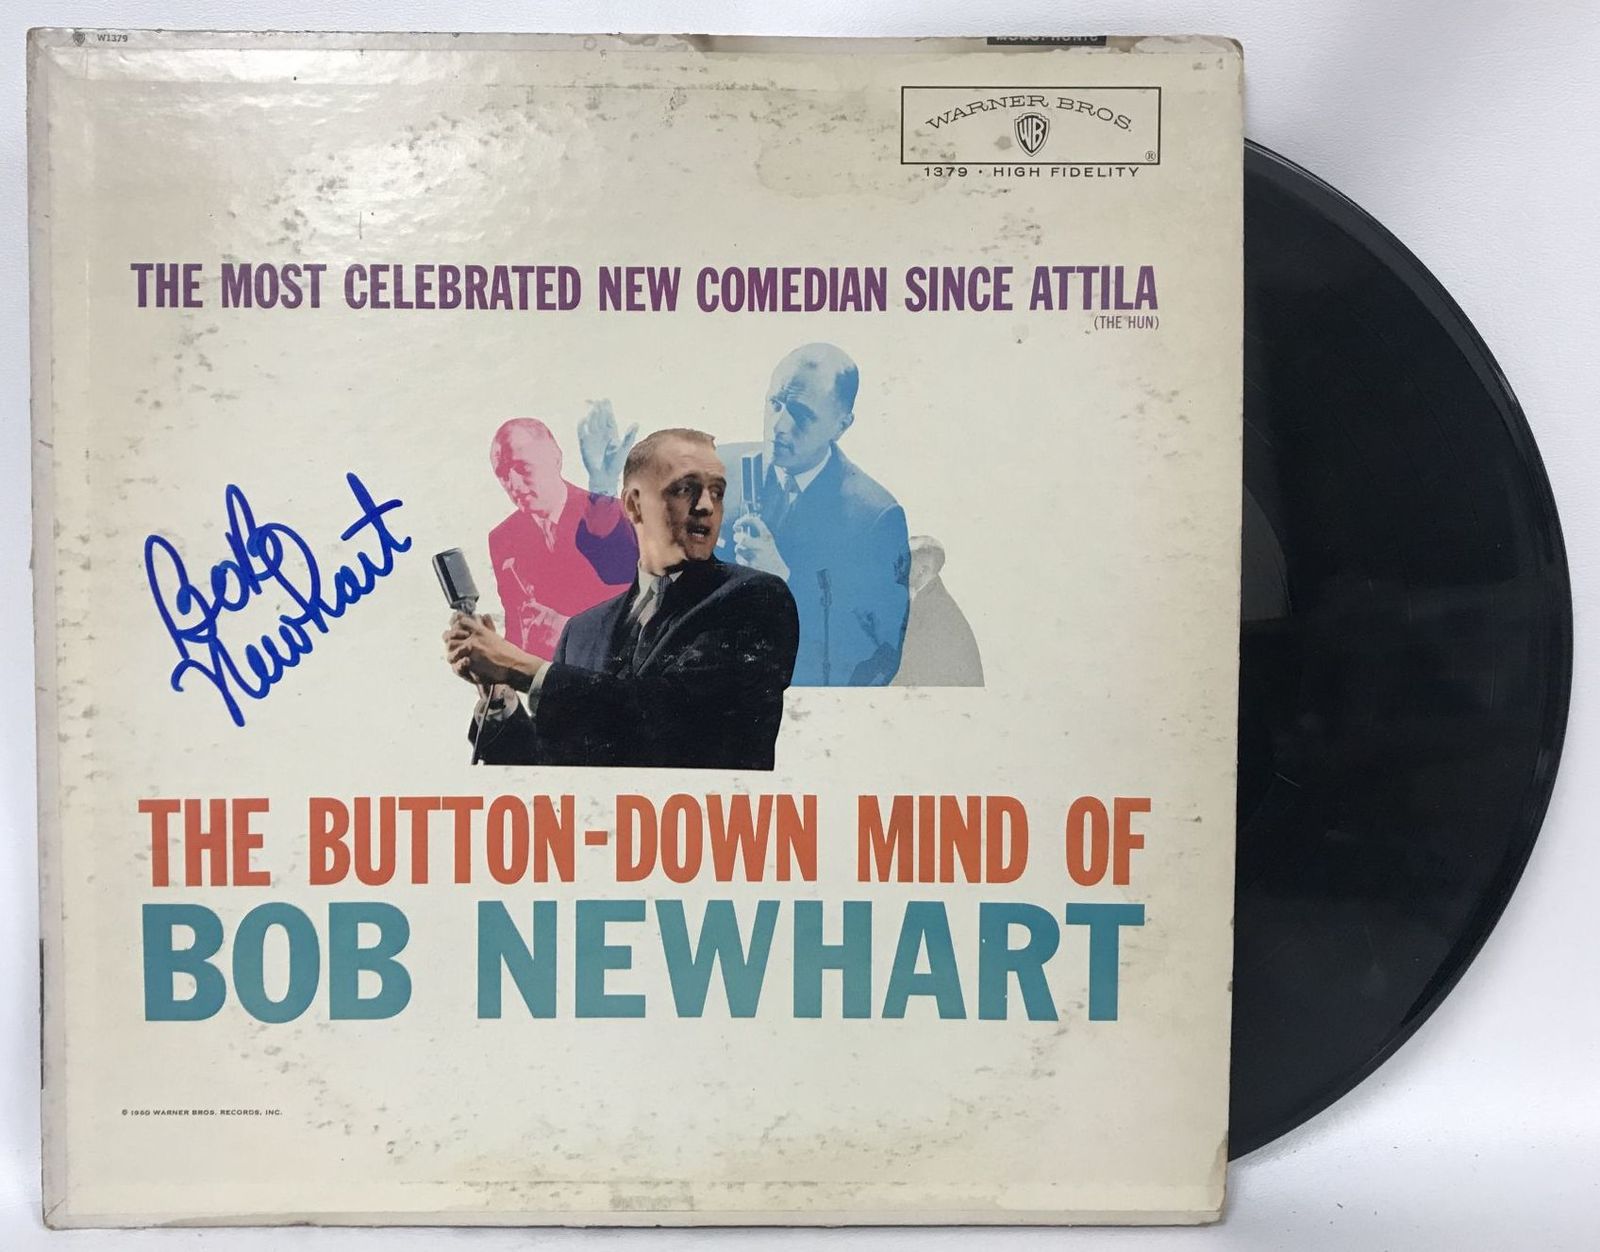 W1379
MONOPHONIC
WARNER BROS.
WB
®
1379 · HIGH FIDELITY
THE MOST CELEBRATED NEW COMEDIAN SINCE ATTILA
(THE HUN)
Bob
Newhart
THE BUTTON-DOWN MIND OF
BOB NEWHART
© 1960 WARNER BROS. RECORDS, INC.